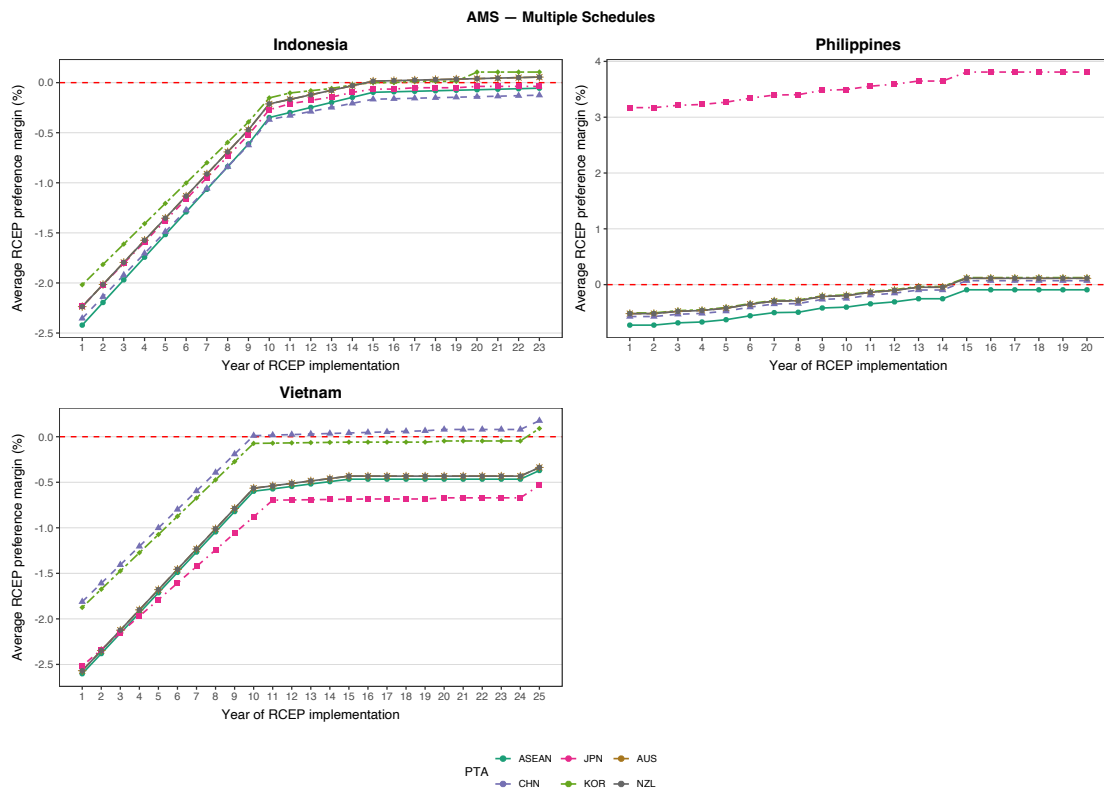 AMS — Multiple Schedules
Indonesia
Average RCEP preference margin (%)
0.0
-0.5
-1.0
-1.5
-2.0
-2.5
1 2 3 4 5 6 7 8 9 10 11 12 13 14 15 16 17 18 19 20 21 22 23
Year of RCEP implementation
Philippines
Average RCEP preference margin (%)
4
3
2
1
0
1 2 3 4 5 6 7 8 9 10 11 12 13 14 15 16 17 18 19 20
Year of RCEP implementation
Vietnam
Average RCEP preference margin (%)
0.0
-0.5
-1.0
-1.5
-2.0
-2.5
1 2 3 4 5 6 7 8 9 10 11 12 13 14 15 16 17 18 19 20 21 22 23 24 25
Year of RCEP implementation
PTA
ASEAN JPN AUS
CHN KOR NZL